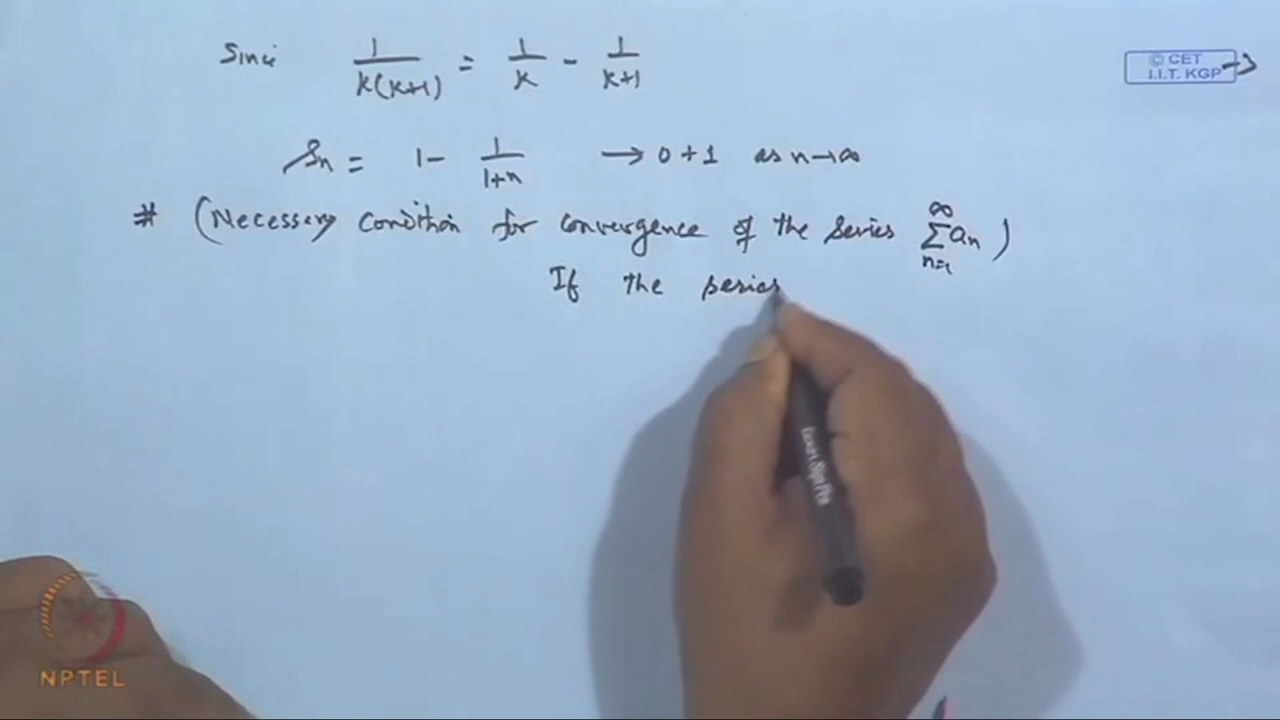 Since 1/k(k+1) = 1/k - 1/k+1
© CET
I.I.T. KGP
Sn = 1 - 1/1+n → 0+1 as n→∞
# (Necessary Condition for convergence of the series ∞∑n=1 an)
If the series
NPTEL